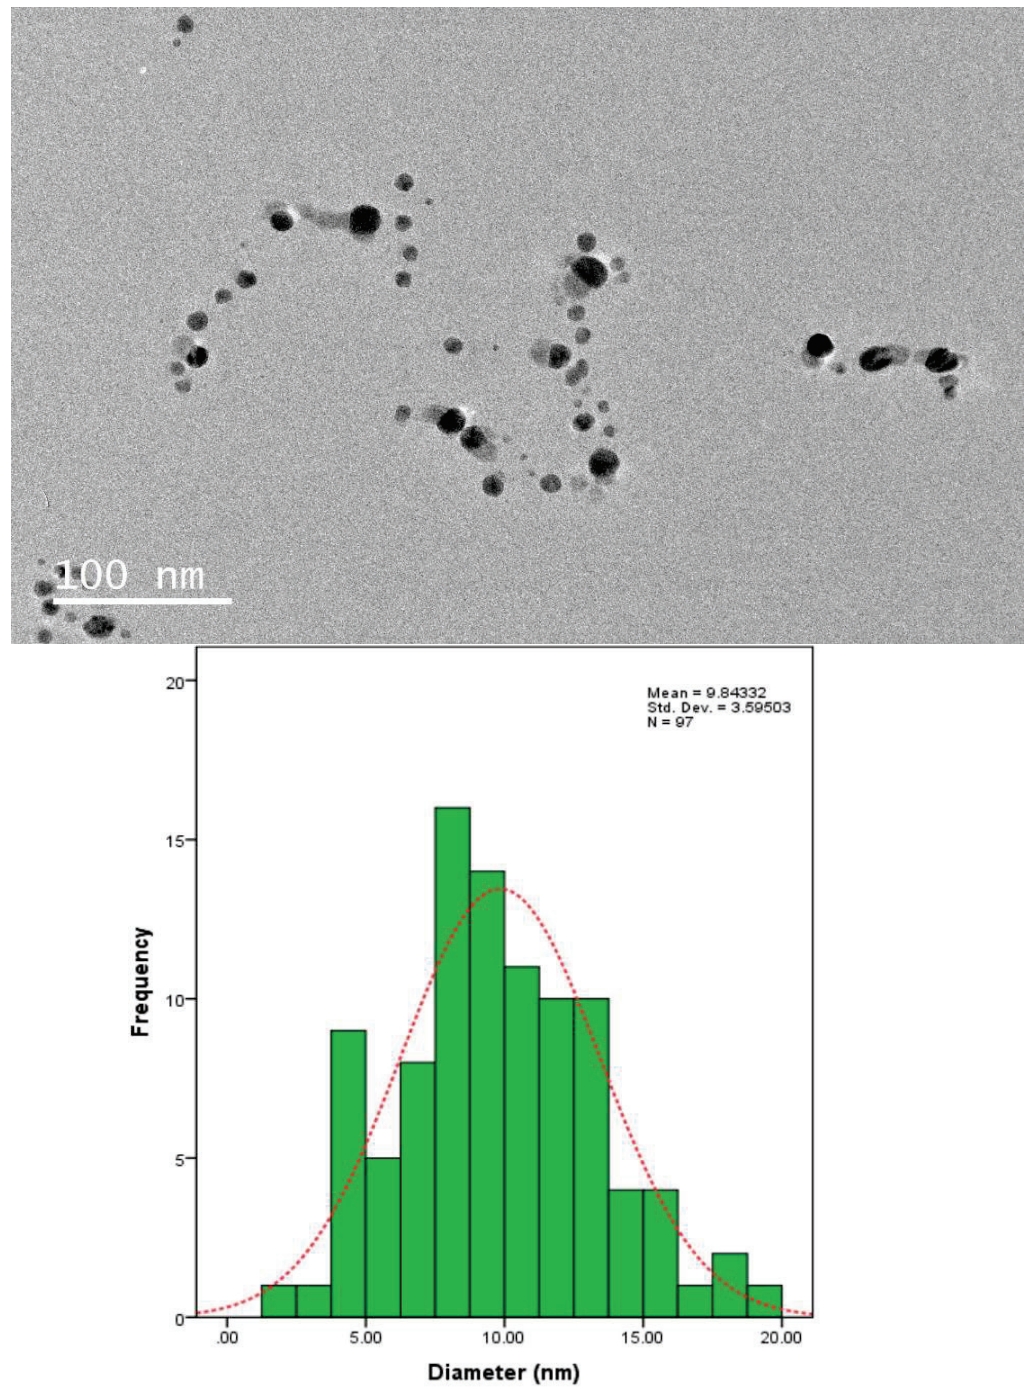 100 nm
Mean = 9.84332
Std. Dev. = 3.59503
N = 97
20
15
10
5
0
Frequency
.00 5.00 10.00 15.00 20.00
Diameter (nm)